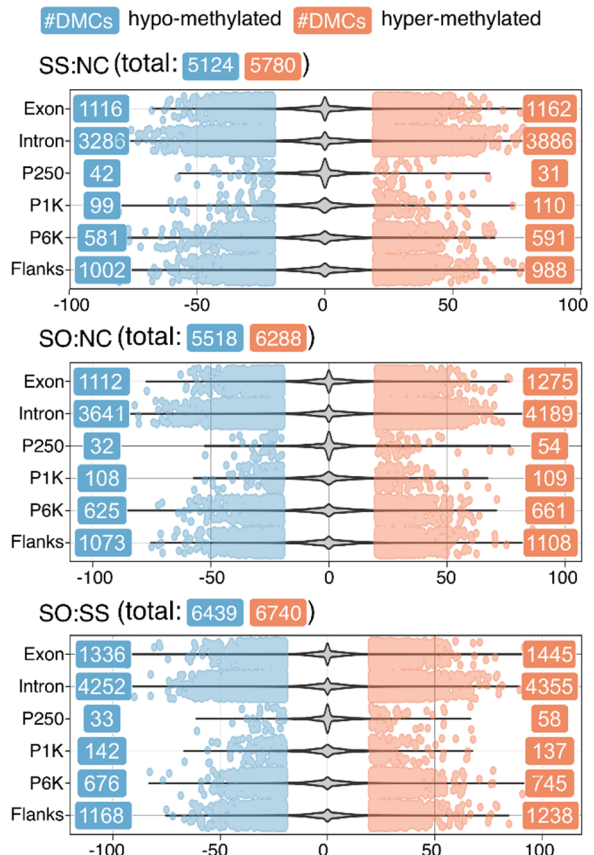 #DMCs hypo-methylated #DMCs hyper-methylated
SS:NC (total: 5124 5780)
Exon 1116 1162
Intron 3286 3886
P250 42 31
P1K 99 110
P6K 581 591
Flanks 1002 988
-100 -50 0 50 100
SO:NC (total: 5518 6288)
Exon 1112 1275
Intron 3641 4189
P250 32 54
P1K 108 109
P6K 625 661
Flanks 1073 1108
-100 -50 0 50 100
SO:SS (total: 6439 6740)
Exon 1336 1445
Intron 4252 4355
P250 33 58
P1K 142 137
P6K 676 745
Flanks 1168 1238
-100 -50 0 50 100